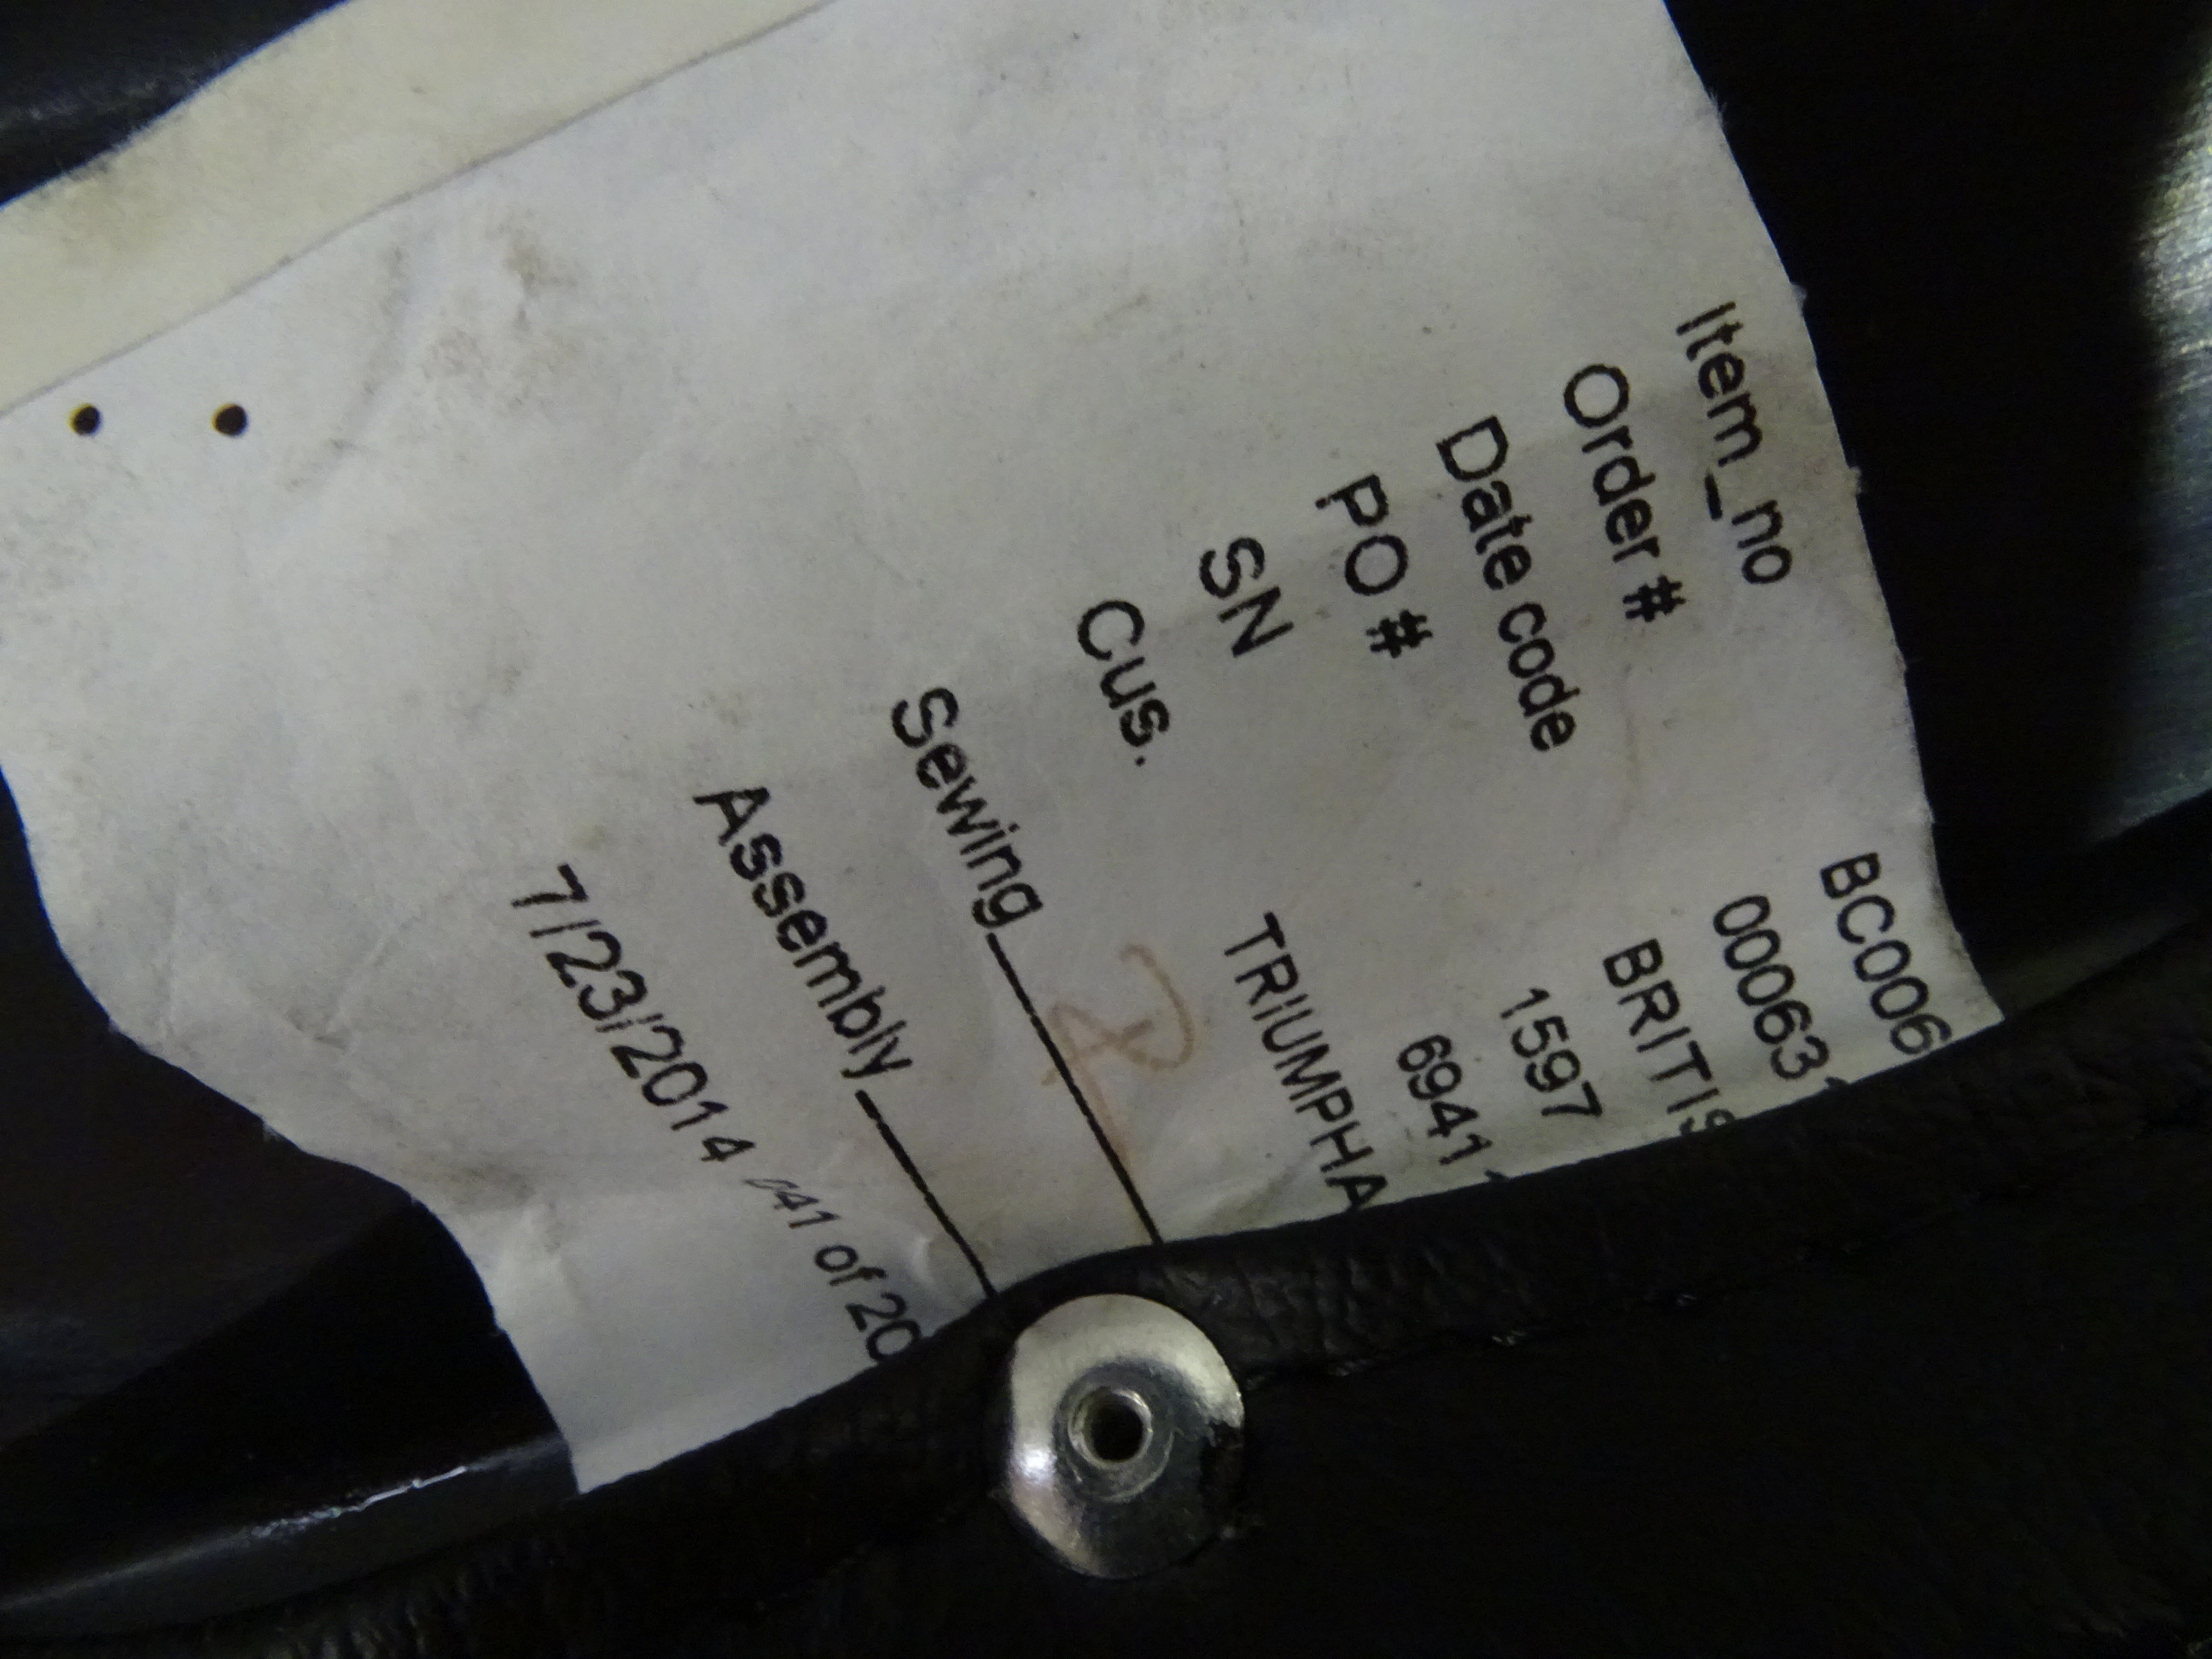 Item_no BC006
Order # 00063
Date code BRITIS
PO # 1597
SN 6941
Cus. TRIUMPHA
Sewing
Assembly
7/23/2014 41 of 20